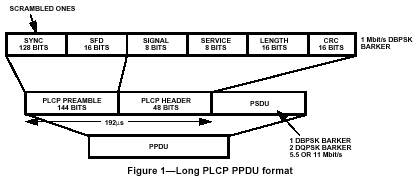 SCRAMBLED ONES
SYNC
128 BITS
SFD
16 BITS
SIGNAL
8 BITS
SERVICE
8 BITS
LENGTH
16 BITS
CRC
16 BITS
1 Mbit/s DBPSK
BARKER
PLCP PREAMBLE
144 BITS
PLCP HEADER
48 BITS
PSDU
192µs
1 DBPSK BARKER
2 DQPSK BARKER
5.5 OR 11 Mbit/s
PPDU
Figure 1—Long PLCP PPDU format